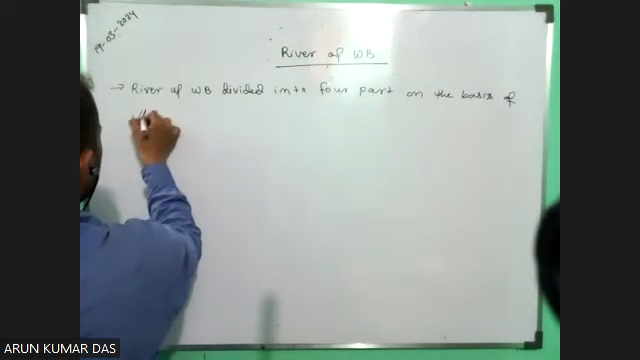 19-03-2024
River of WB
→ River of WB divided into four part on the basis of
ARUN KUMAR DAS